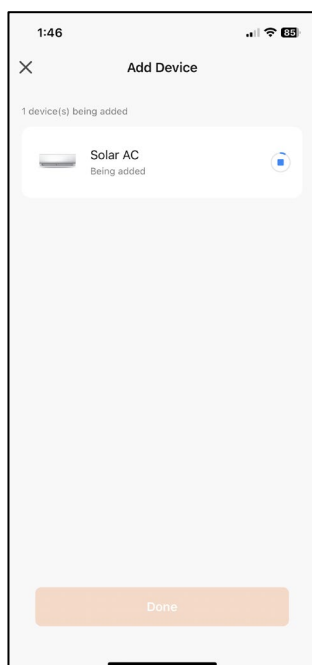 1:46
85
Add Device
1 device(s) being added
Solar AC
Being added
Done